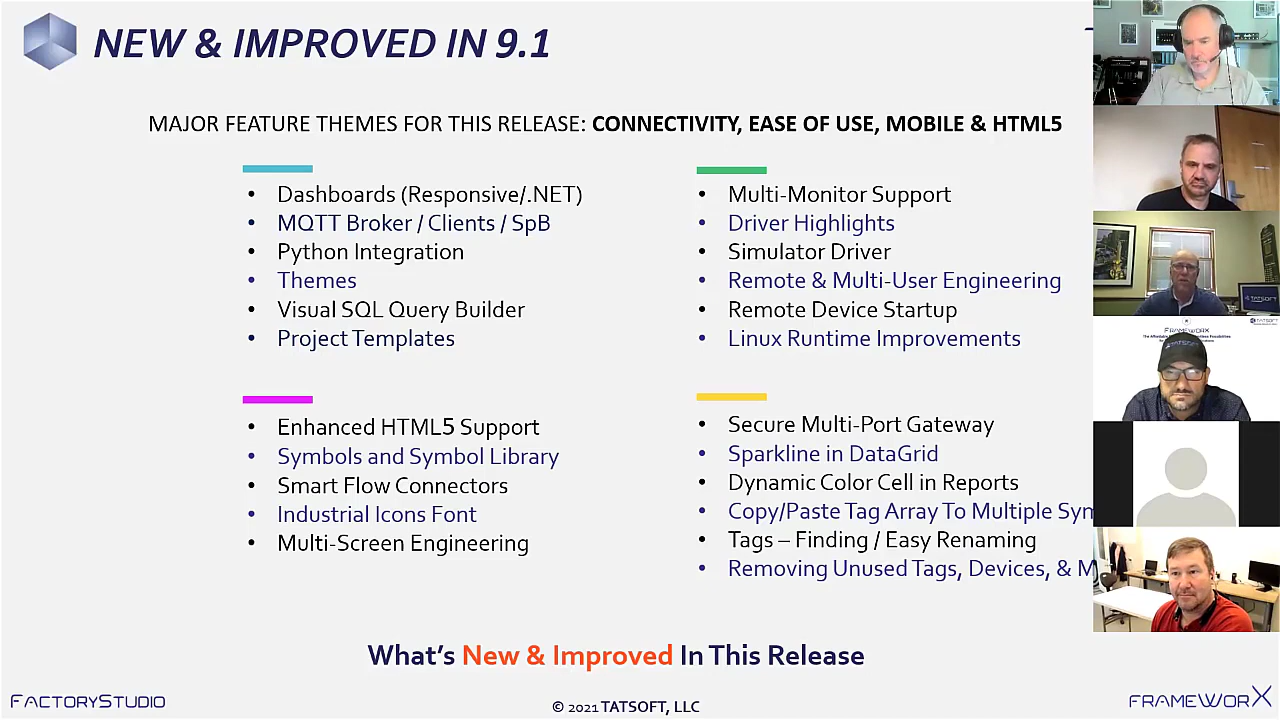 NEW & IMPROVED IN 9.1
MAJOR FEATURE THEMES FOR THIS RELEASE: CONNECTIVITY, EASE OF USE, MOBILE & HTML5
• Dashboards (Responsive/.NET)
• MQTT Broker / Clients / SpB
• Python Integration
• Themes
• Visual SQL Query Builder
• Project Templates
• Multi-Monitor Support
• Driver Highlights
• Simulator Driver
• Remote & Multi-User Engineering
• Remote Device Startup
• Linux Runtime Improvements
• Enhanced HTML5 Support
• Symbols and Symbol Library
• Smart Flow Connectors
• Industrial Icons Font
• Multi-Screen Engineering
• Secure Multi-Port Gateway
• Sparkline in DataGrid
• Dynamic Color Cell in Reports
• Copy/Paste Tag Array To Multiple Sym
• Tags – Finding / Easy Renaming
• Removing Unused Tags, Devices, & M
What's New & Improved In This Release
FACTORYSTUDIO
© 2021 TATSOFT, LLC
FRAMEWORX
TATSOFT
FRAMEWORX
TATSOFT
TATSOFT